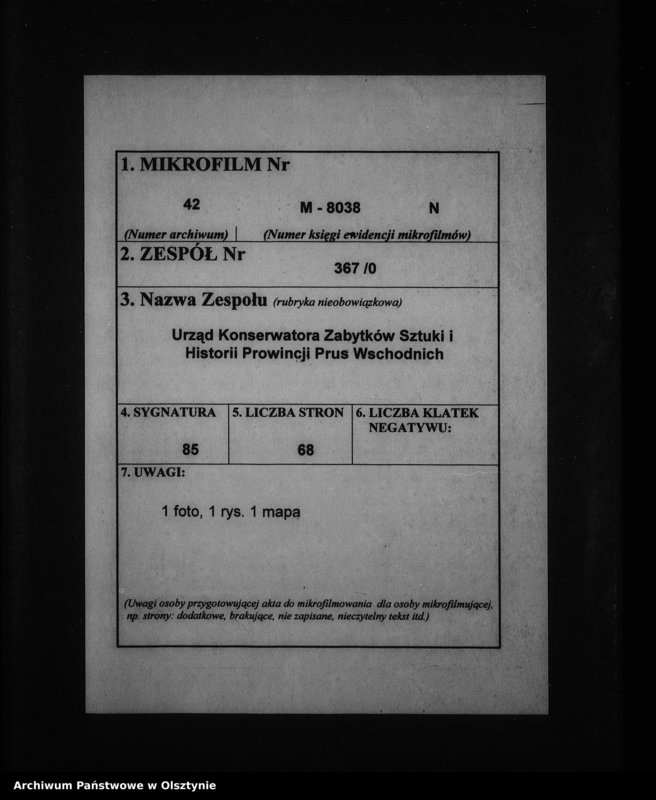 1. MIKROFILM Nr
42 M - 8038 N
(Numer archiwum) (Numer księgi ewidencji mikrofilmów)
2. ZESPÓŁ Nr
367 /0
3. Nazwa Zespołu (rubryka nieobowiązkowa)
Urząd Konserwatora Zabytków Sztuki i
Historii Prowincji Prus Wschodnich
4. SYGNATURA 5. LICZBA STRON 6. LICZBA KLATEK
NEGATYWU:
85 68
7. UWAGI:
1 foto, 1 rys. 1 mapa
(Uwagi osoby przygotowującej akta do mikrofilmowania dla osoby mikrofilmującej,
np. strony: dodatkowe, brakujące, nie zapisane, nieczytelny tekst itd.)
Archiwum Państwowe w Olsztynie